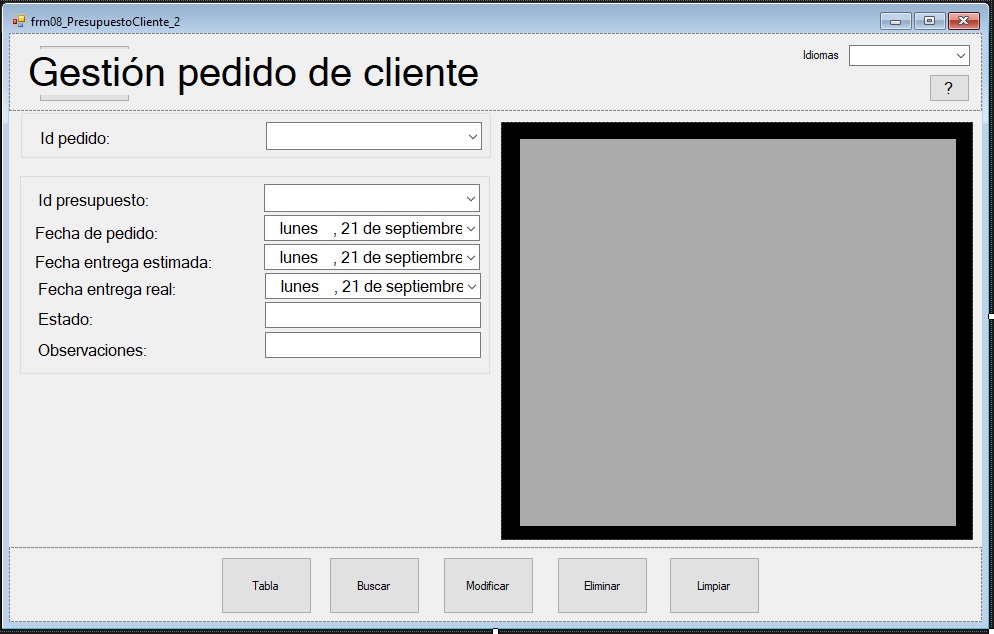 frm08_PresupuestoCliente_2
Gestión pedido de cliente
Idiomas
?
Id pedido:
Id presupuesto:
Fecha de pedido: lunes , 21 de septiembre
Fecha entrega estimada: lunes , 21 de septiembre
Fecha entrega real: lunes , 21 de septiembre
Estado:
Observaciones:
Tabla Buscar Modificar Eliminar Limpiar